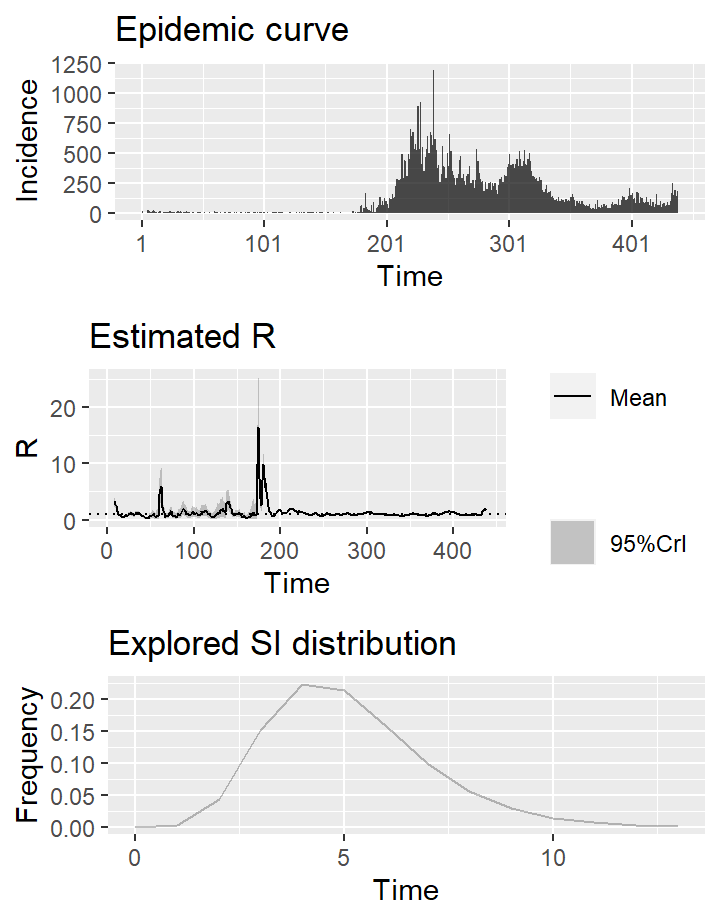 Epidemic curve
Incidence
1250
1000
750
500
250
0
1 101 201 301 401
Time
Estimated R
R
20
10
0
0 100 200 300 400
Time
Mean
95%CrI
Explored SI distribution
Frequency
0.20
0.15
0.10
0.05
0.00
0 5 10
Time